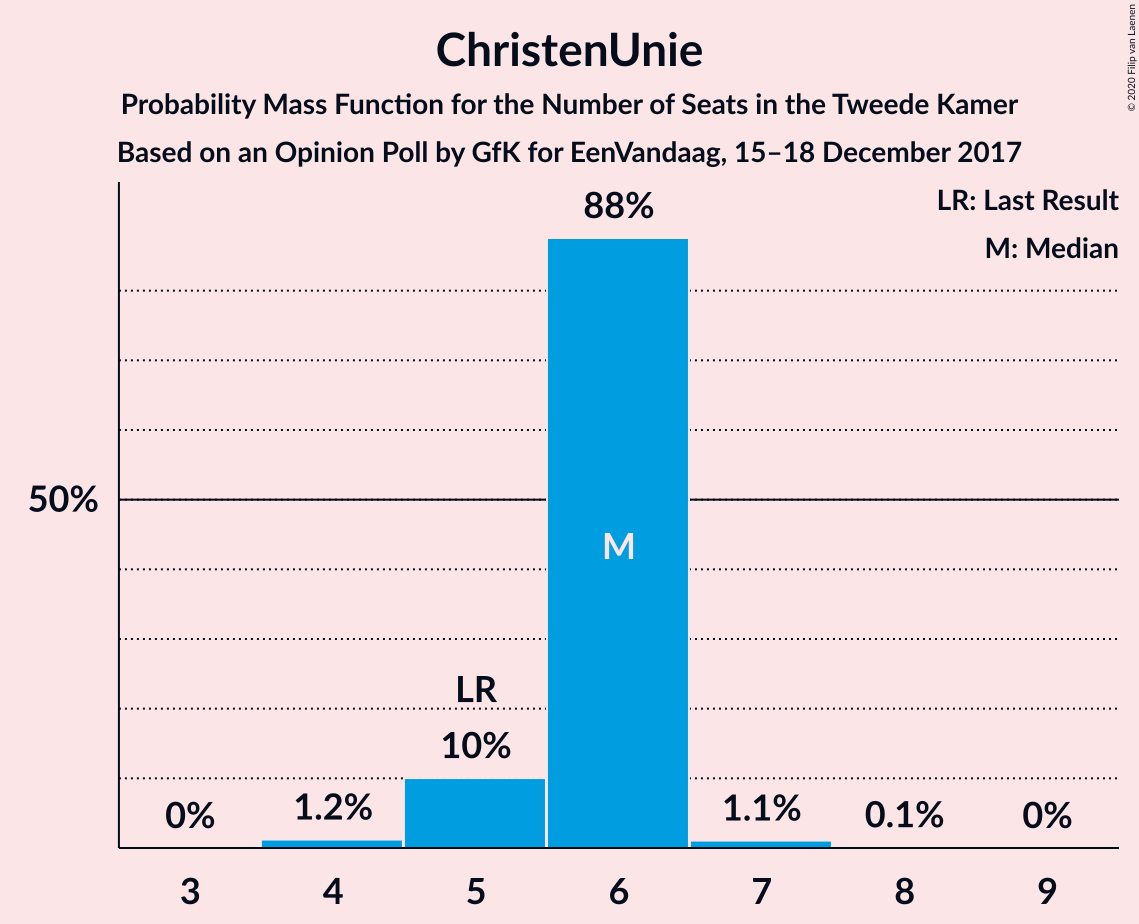 ChristenUnie
Probability Mass Function for the Number of Seats in the Tweede Kamer
Based on an Opinion Poll by GfK for EenVandaag, 15–18 December 2017
© 2020 Filip van Laenen
LR: Last Result
M: Median
88%
50%
M
LR
10%
0%
1.2%
1.1%
0.1%
0%
3 4 5 6 7 8 9